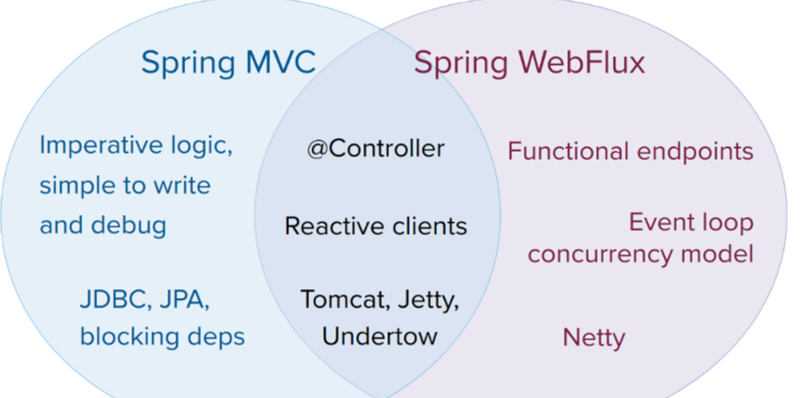 Spring MVC
Spring WebFlux
Imperative logic,
simple to write
and debug
JDBC, JPA,
blocking deps
@Controller
Reactive clients
Tomcat, Jetty,
Undertow
Functional endpoints
Event loop
concurrency model
Netty